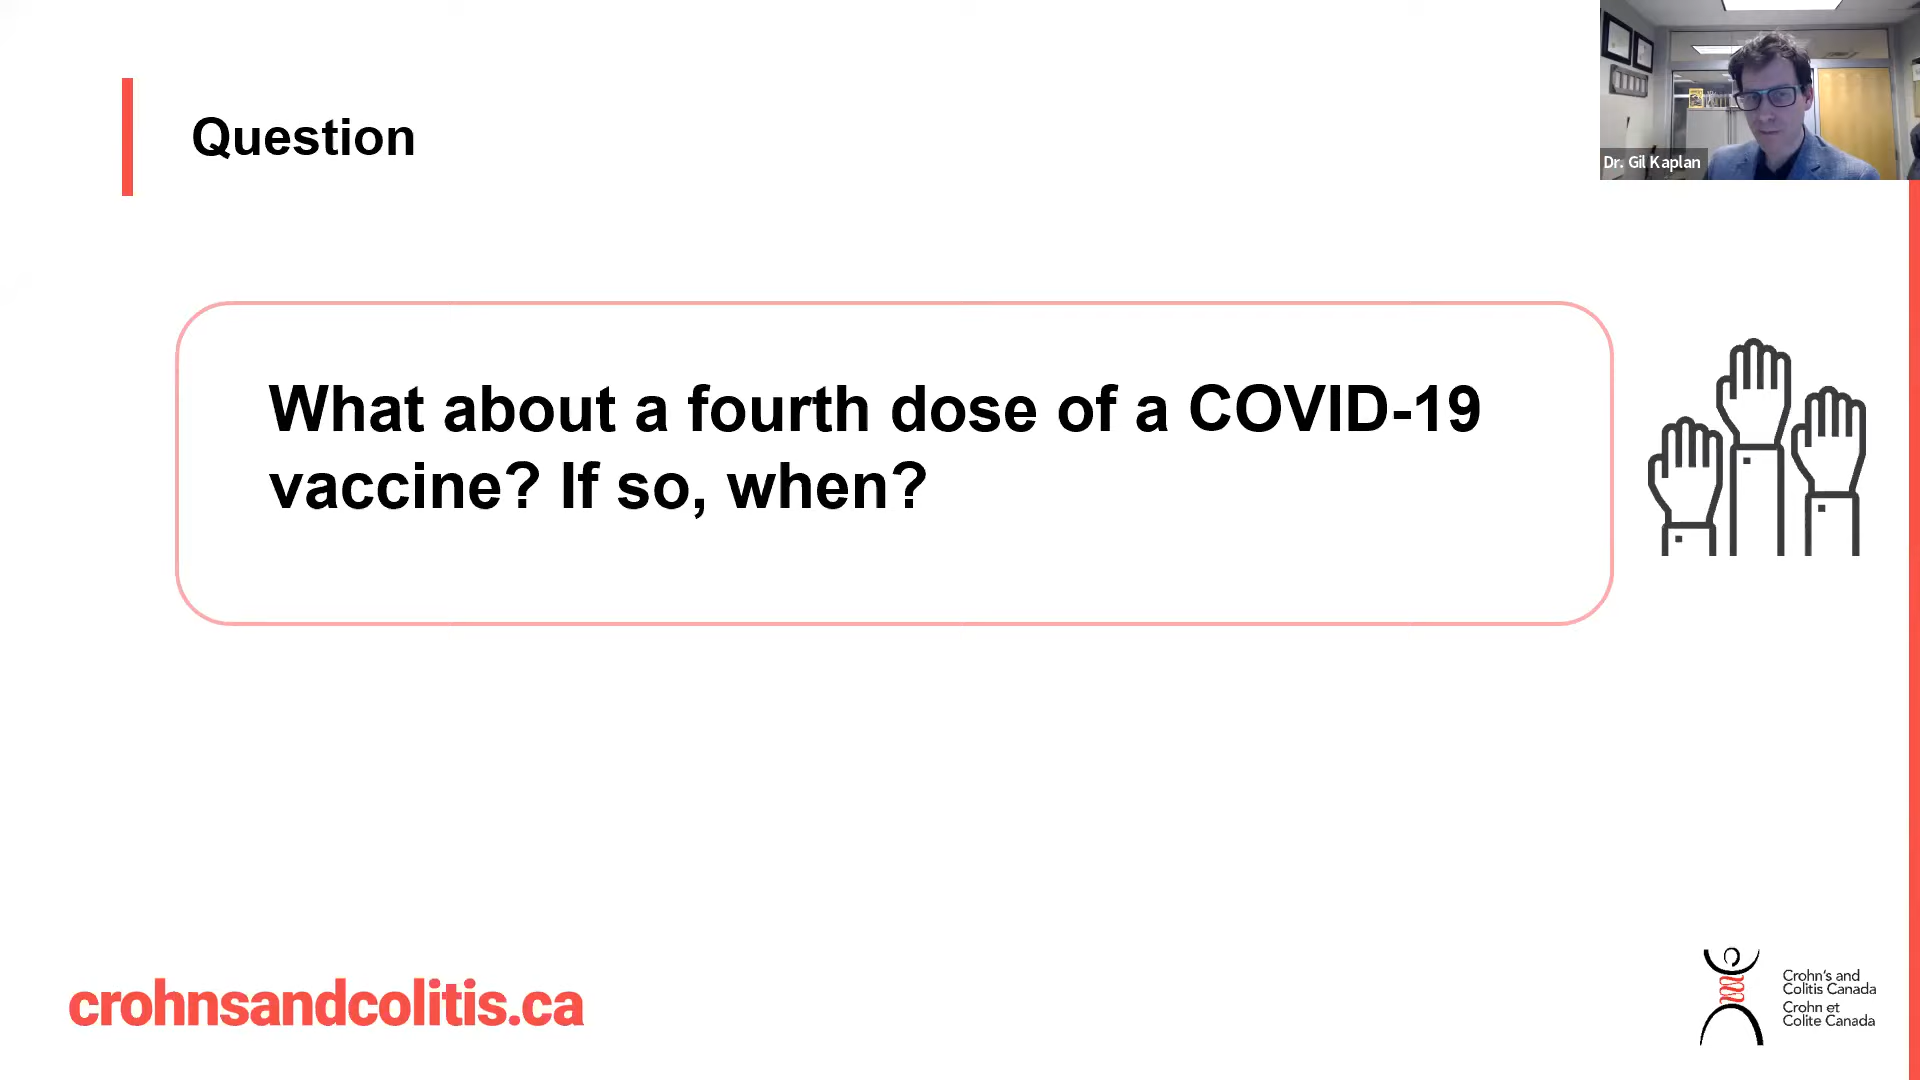 Question
Dr. Gil Kaplan
What about a fourth dose of a COVID-19
vaccine? If so, when?
crohnsandcolitis.ca
Crohn's and
Colitis Canada
Crohn et
Colite Canada